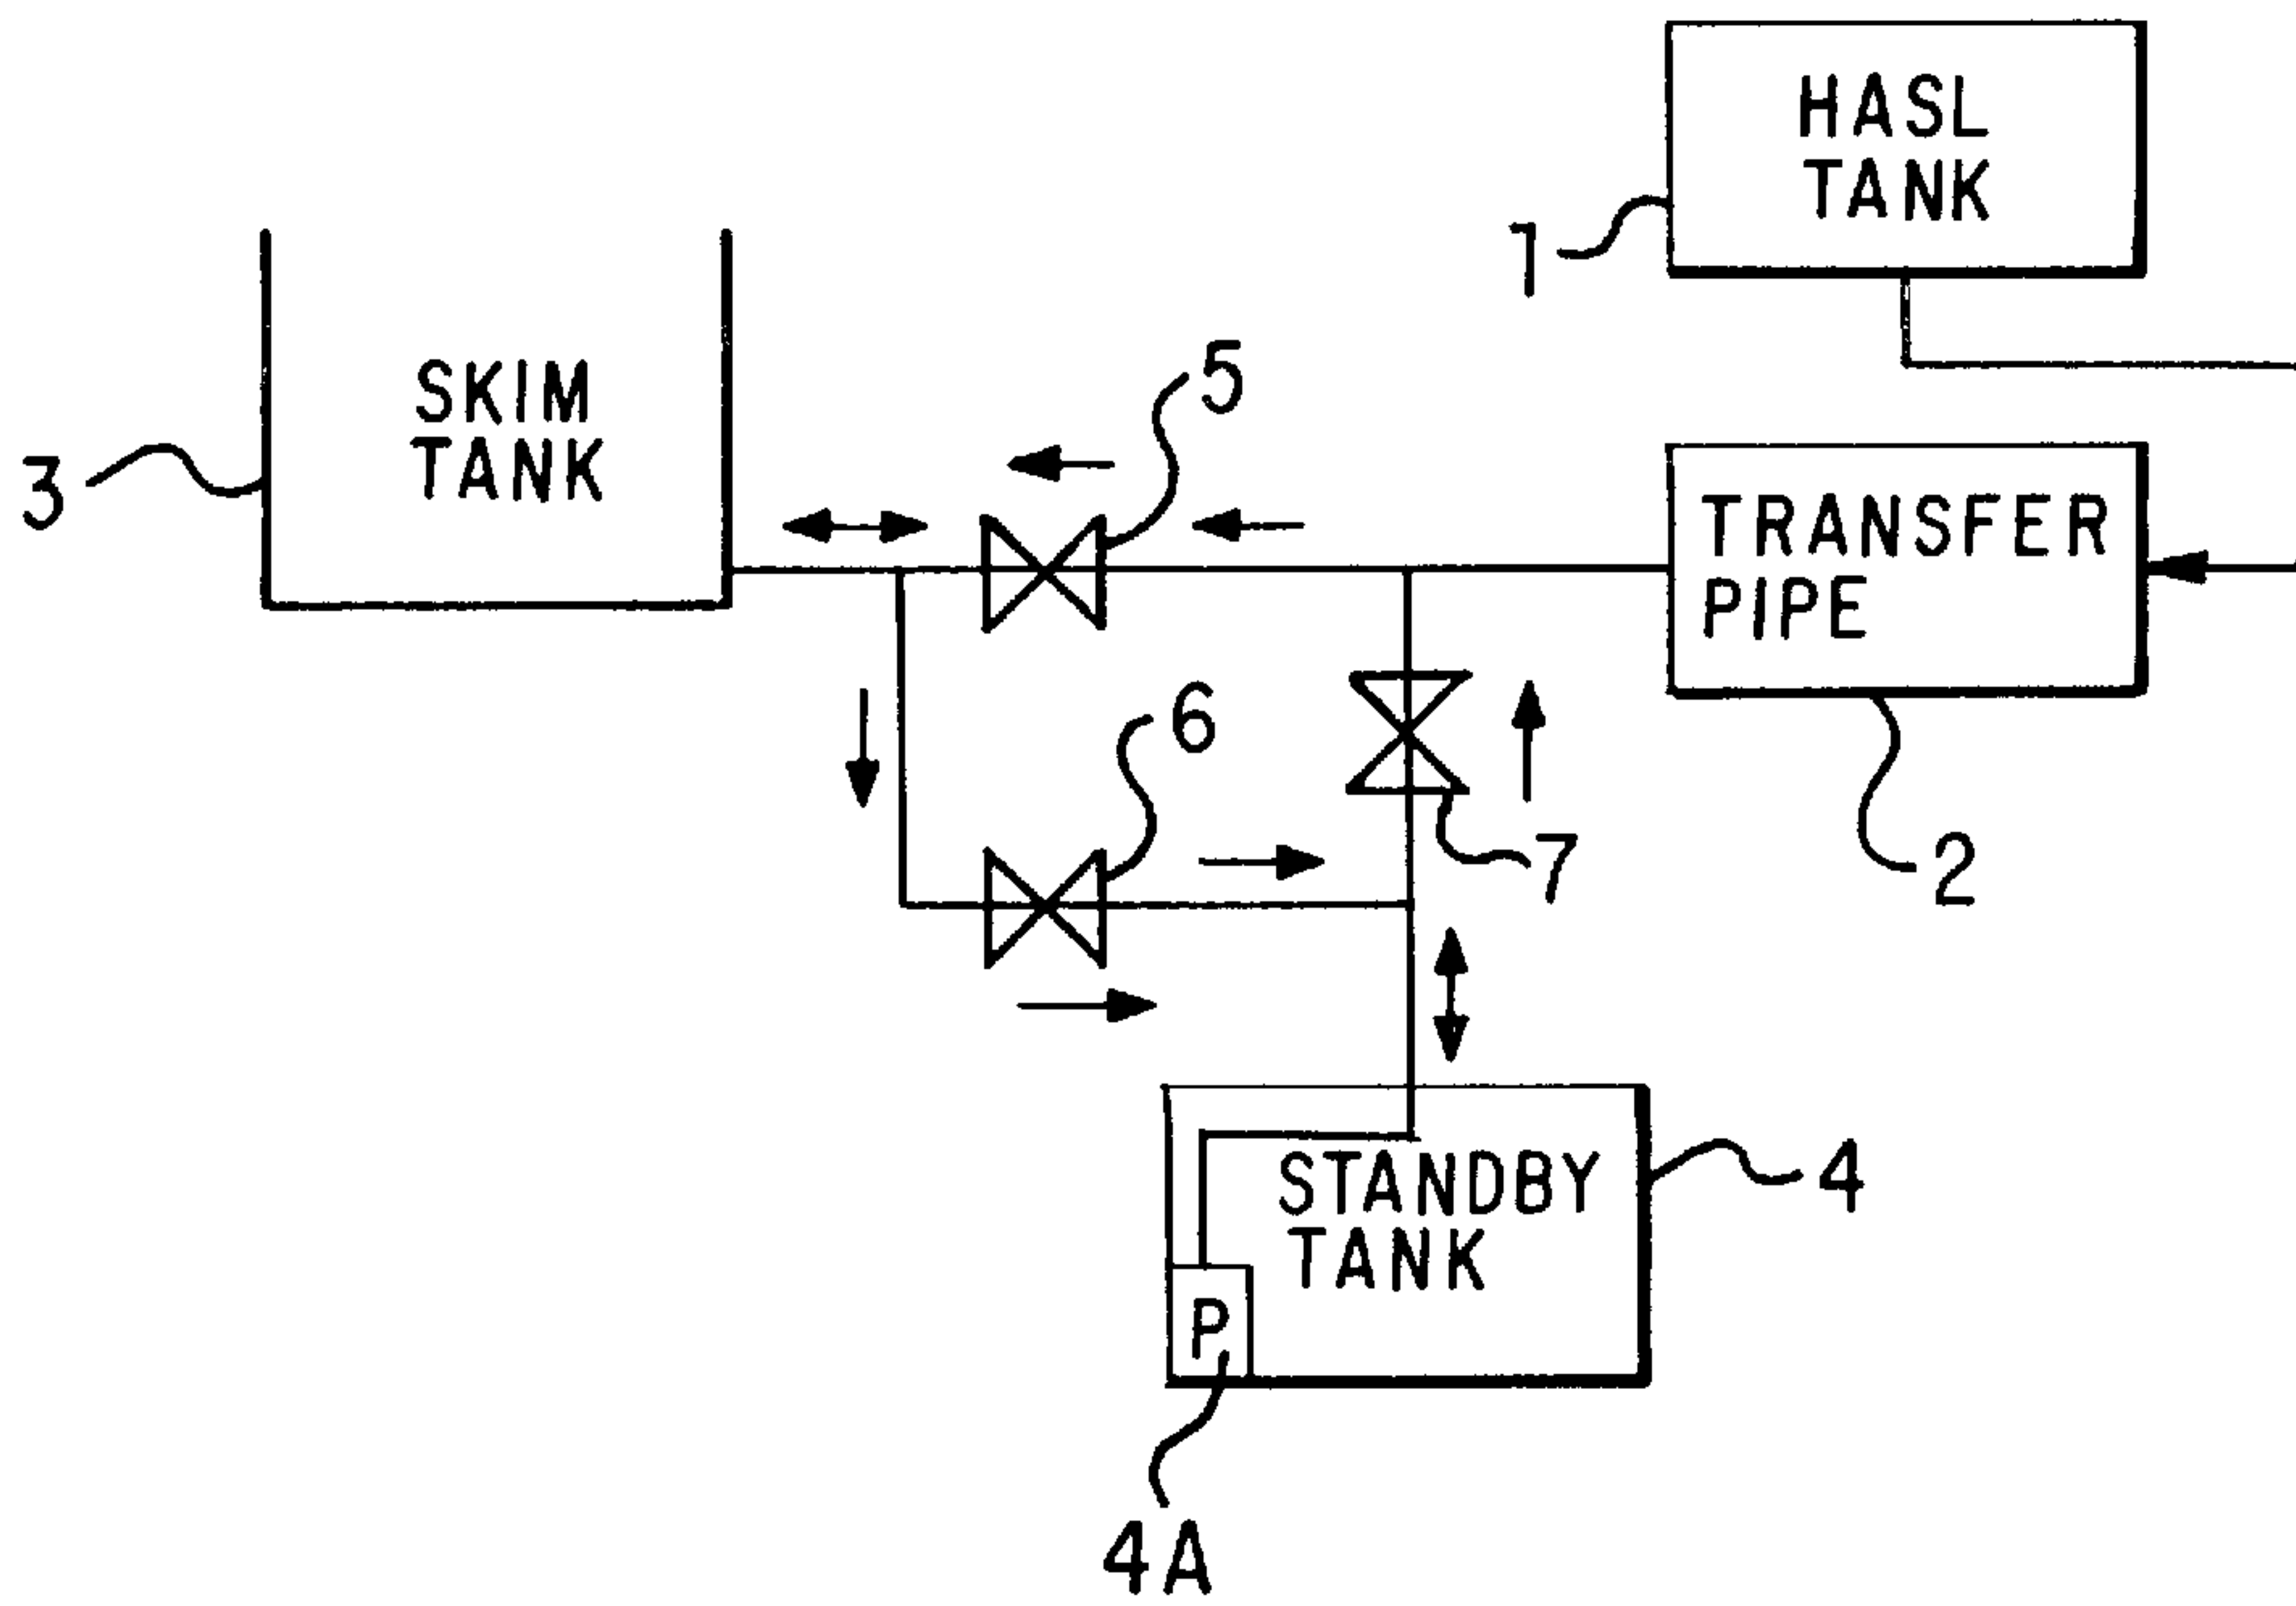 HASL
TANK
1
SKIM
TANK
3
5
TRANSFER
PIPE
6
7
2
STANDBY
TANK
4
P
4A